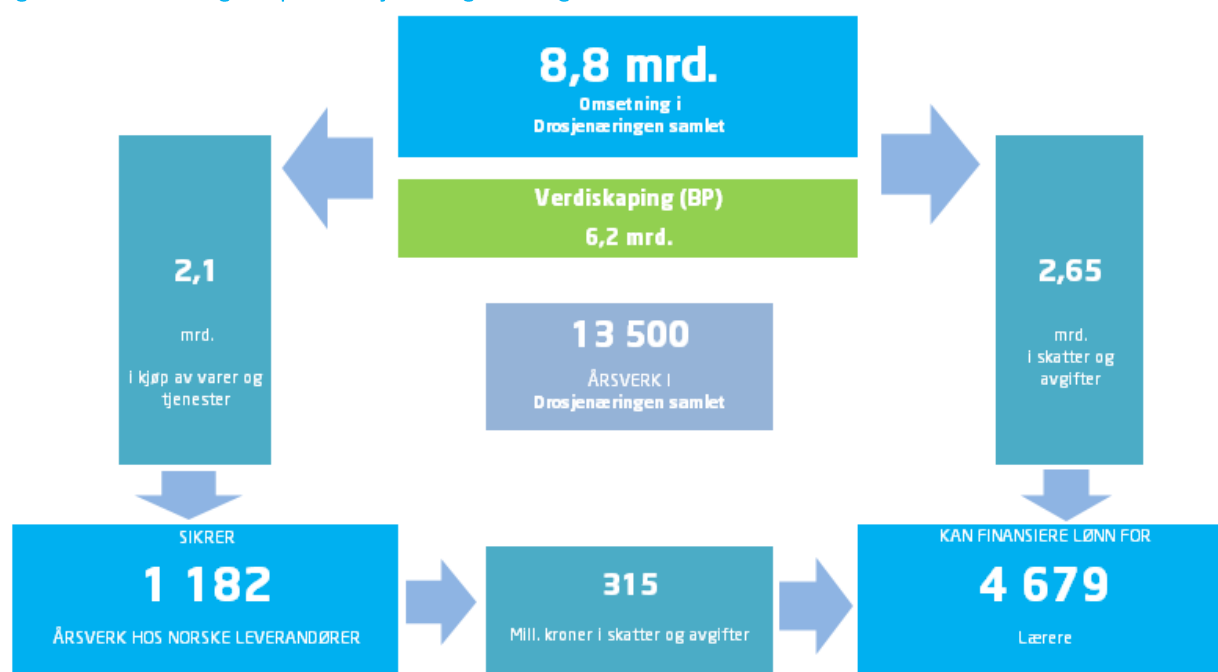 8,8 mrd.
Omsetning i
Drosjenæringen samlet
Verdiskaping (BP)
6,2 mrd.
2,1
mrd.
i kjøp av varer og
tjenester
13 500
ÅRSVERK I
Drosjenæringen samlet
2,65
mrd.
i skatter og
avgifter
SIKRER
1 182
ÅRSVERK HOS NORSKE LEVERANDØRER
315
Mill. kroner i skatter og avgifter
KAN FINANSIERE LØNN FOR
4 679
Lærere